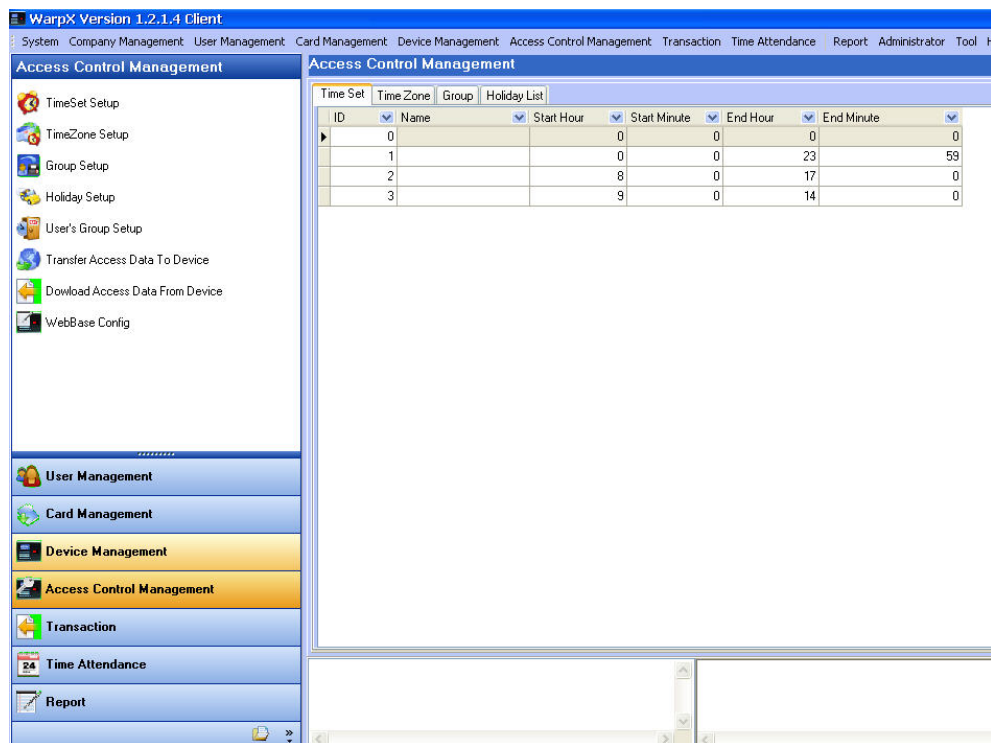 WarpX Version 1.2.1.4 Client
System Company Management User Management Card Management Device Management Access Control Management Transaction Time Attendance Report Administrator Tool H
Access Control Management
TimeSet Setup
TimeZone Setup
Group Setup
Holiday Setup
User's Group Setup
Transfer Access Data To Device
Dowload Access Data From Device
WebBase Config
User Management
Card Management
Device Management
Access Control Management
Transaction
24 Time Attendance
Report
Access Control Management
Time Set Time Zone Group Holiday List
ID Name Start Hour Start Minute End Hour End Minute
0 0 0 0 0
1 0 0 23 59
2 8 0 17 0
3 9 0 14 0